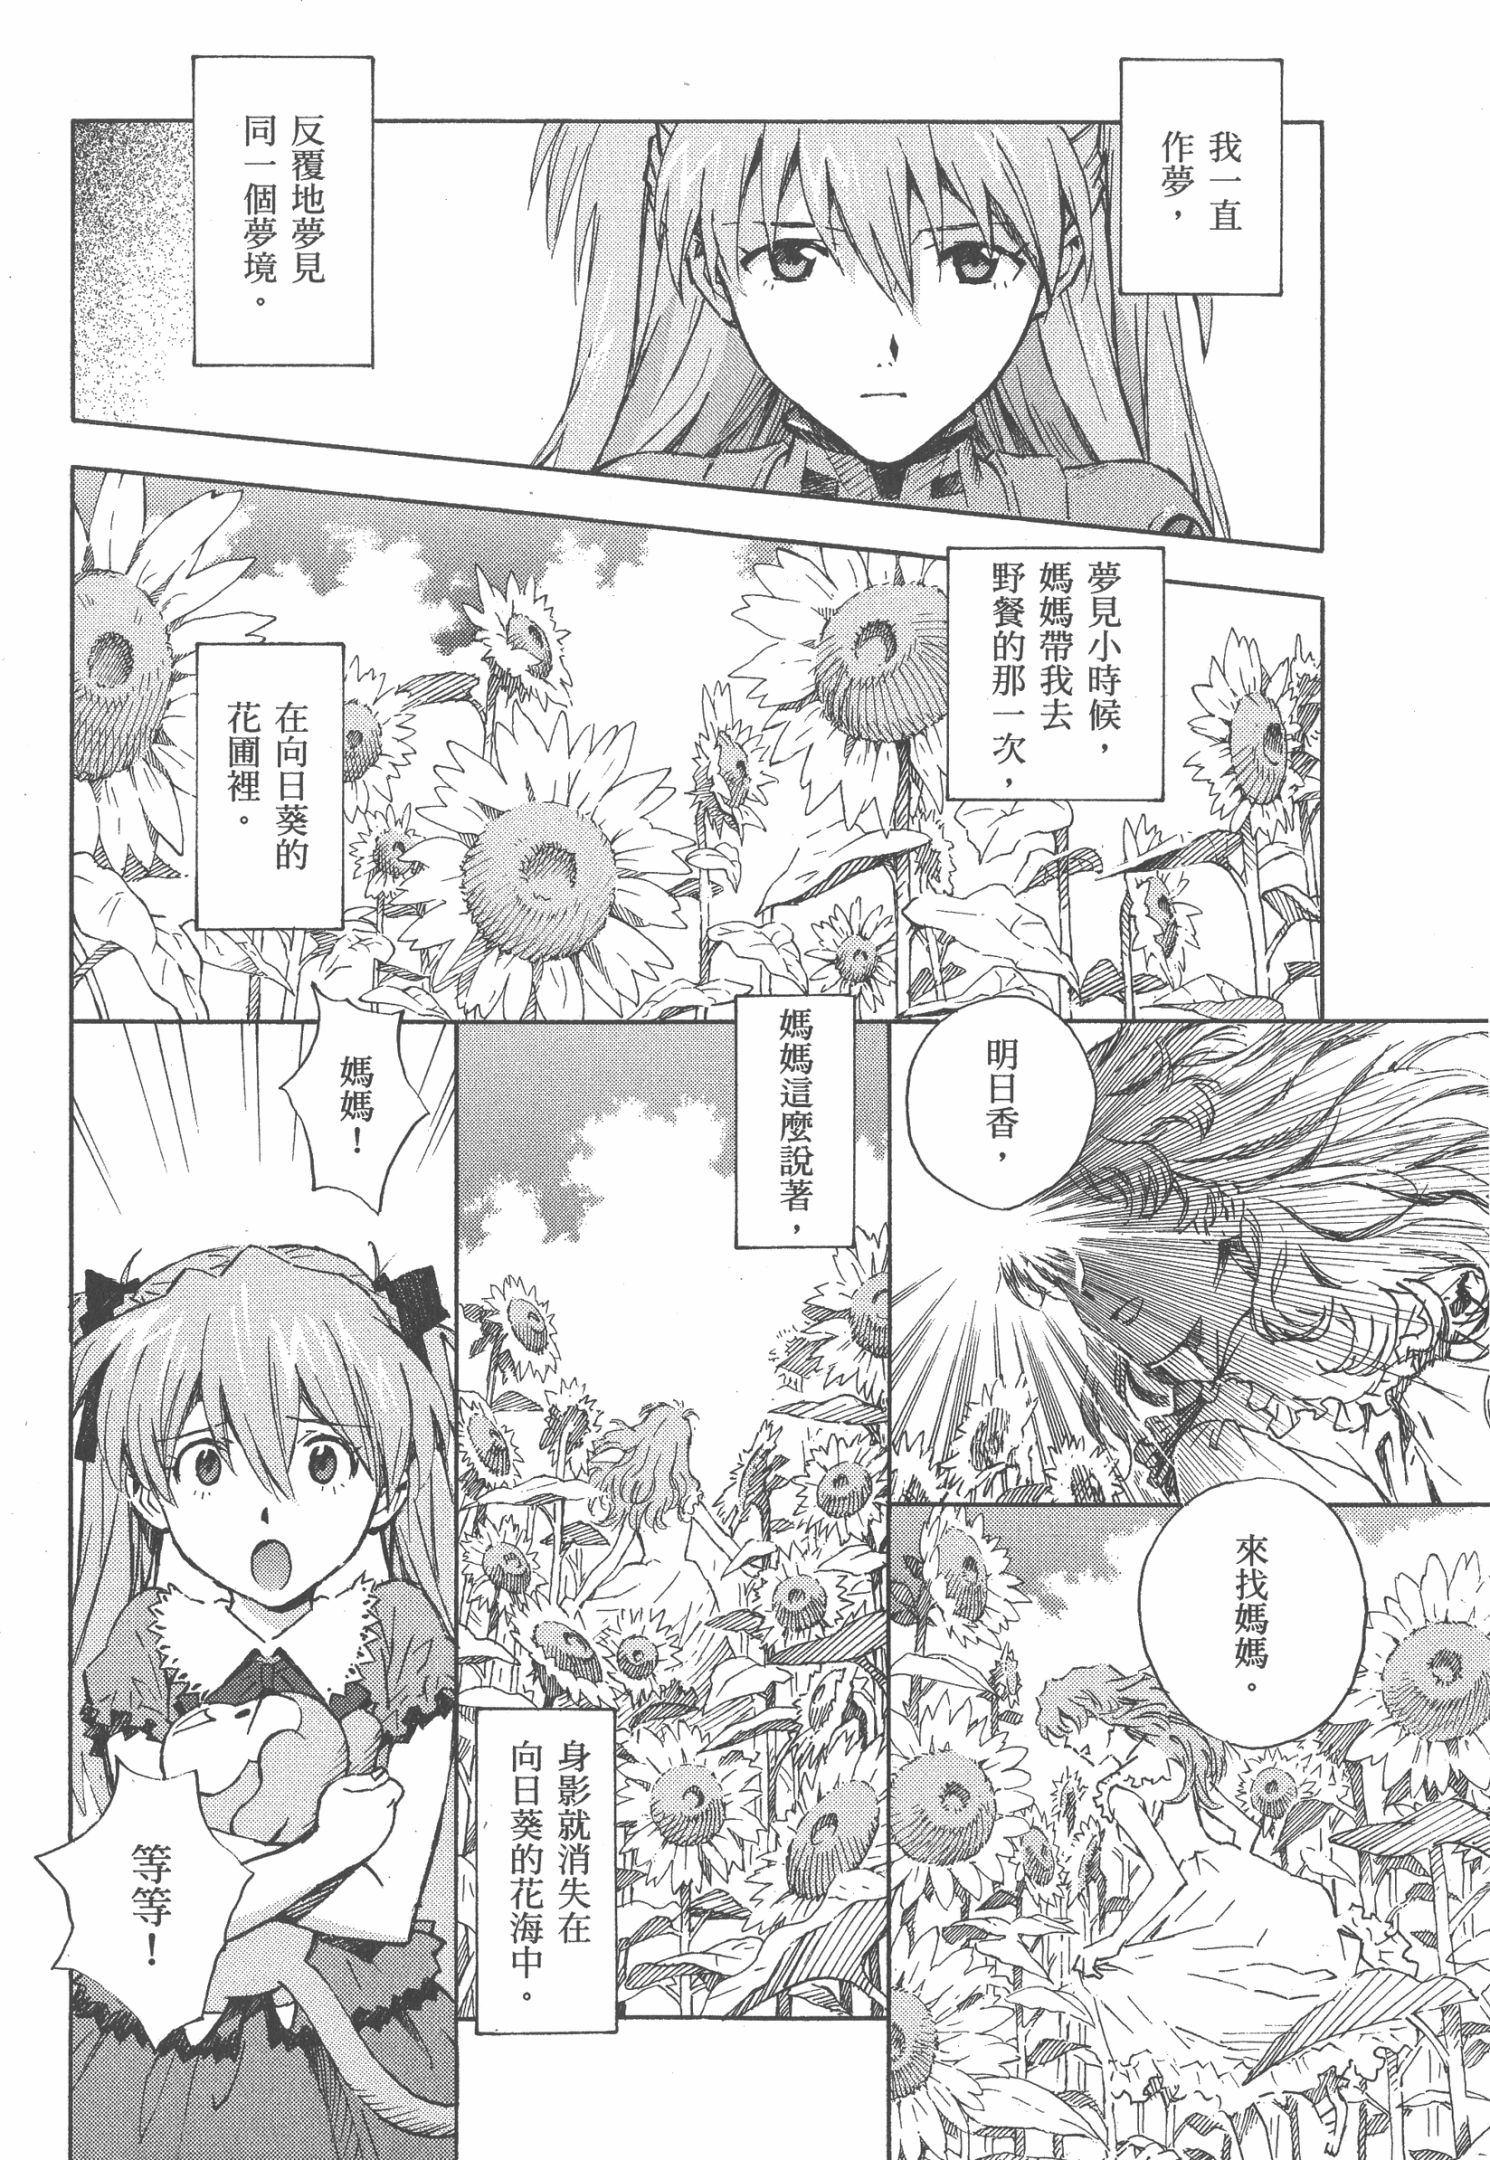 我一直
作夢，
反覆地夢見
同一個夢境。
夢見小時候，
媽媽帶我去
野餐的那一次，
在向日葵的
花圃裡。
明日香，
來找媽媽。
媽媽這麼說著，
身影就消失在
向日葵的花海中。
媽媽！
等等！